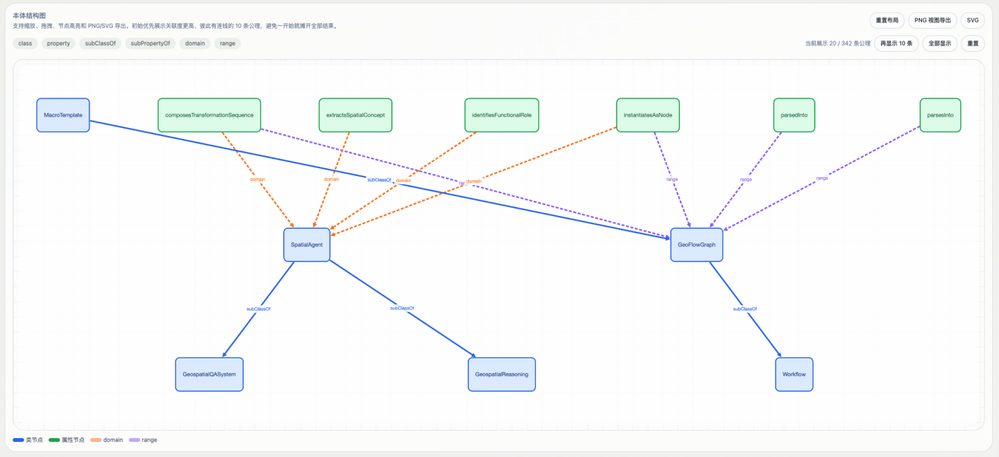 本体结构图
支持缩放、拖拽、节点高亮和 PNG/SVG 导出。初始优先展示关联度更高、彼此有连线的 10 条公理，避免一开始就摊开全部结果。
重置布局
PNG 视图导出
SVG
class
property
subClassOf
subPropertyOf
domain
range
当前展示 20 / 342 条公理
再显示 10 条
全部显示
重置
MacroTemplate
composesTransformationSequence
extractsSpatialConcept
identifiesFunctionalRole
instantiatesAsNode
parsedInto
parsesInto
domain
domain
subClassOf
domain
domain
range
range
range
SpatialAgent
GeoFlowGraph
subClassOf
subClassOf
subClassOf
GeospatialQASystem
GeospatialReasoning
Workflow
类节点
属性节点
domain
range